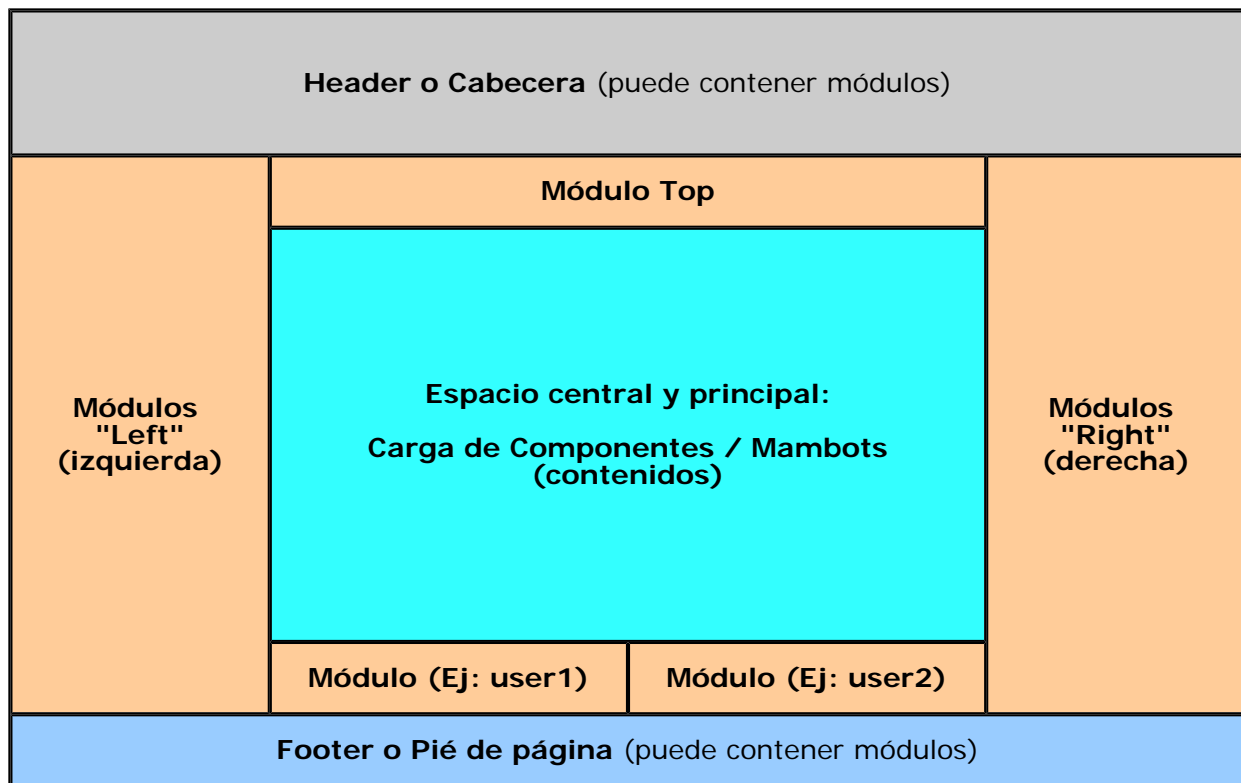 Header o Cabecera (puede contener módulos)
Módulo Top
Módulos
"Left"
(izquierda)
Espacio central y principal:
Carga de Componentes / Mambots
(contenidos)
Módulos
"Right"
(derecha)
Módulo (Ej: user1)
Módulo (Ej: user2)
Footer o Pié de página (puede contener módulos)